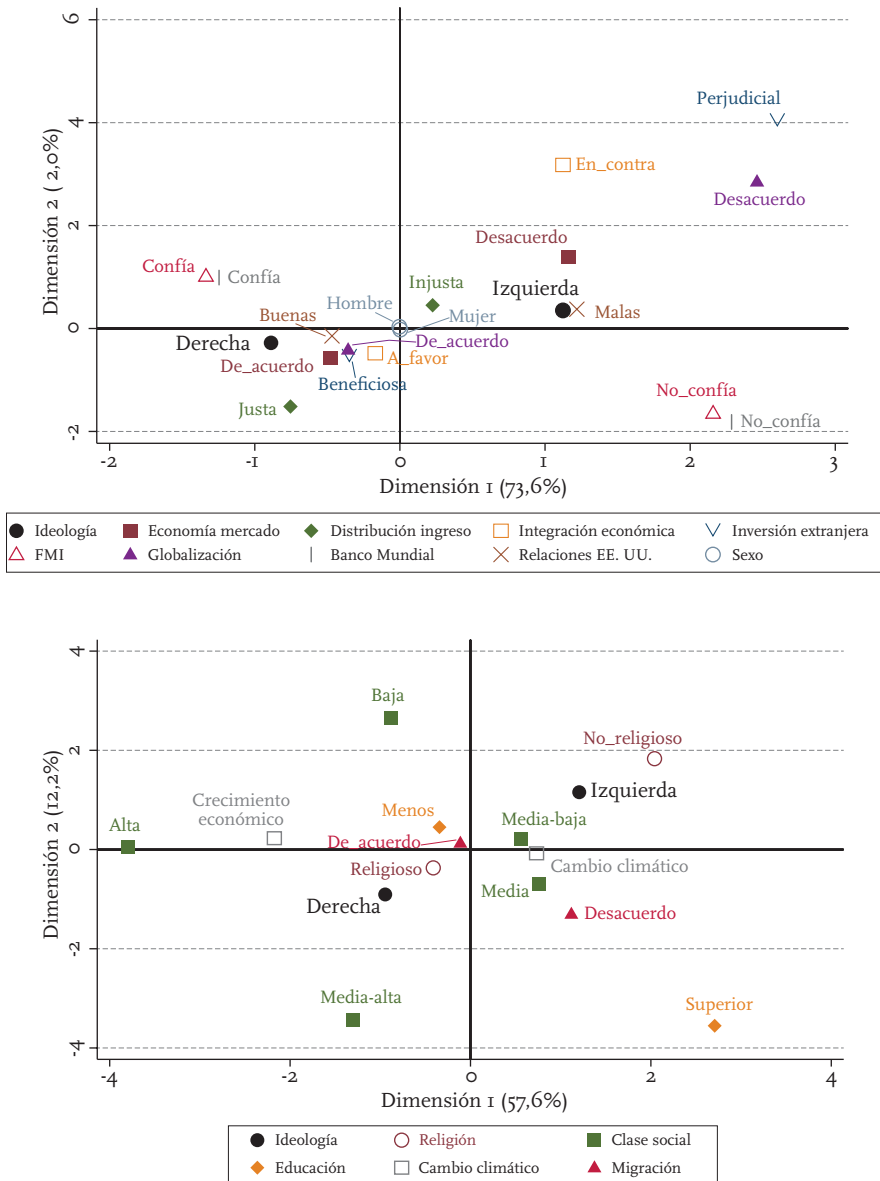 6
Perjudicial
4
En_contra
Desacuerdo
2
Desacuerdo
Confía
| Confía
Injusta
Izquierda
Hombre
Mujer
Malas
Buenas
0
Derecha
De_acuerdo
De_acuerdo
A_favor
Beneficiosa
No_confía
Justa
| No_confía
-2
-2 -1 0 1 2 3
Dimensión 2 ( 2,0%)
Dimensión 1 (73,6%)
Ideología Economía mercado Distribución ingreso Integración económica Inversión extranjera
FMI Globalización | Banco Mundial Relaciones EE. UU. Sexo
4
Baja
No_religioso
2
Izquierda
Crecimiento
económico
Menos
Media-baja
Alta
De_acuerdo
0
Religioso
Cambio climático
Media
Derecha
Desacuerdo
-2
Media-alta
Superior
-4
-4 -2 0 2 4
Dimensión 2 (12,2%)
Dimensión 1 (57,6%)
Ideología Religión Clase social
Educación Cambio climático Migración